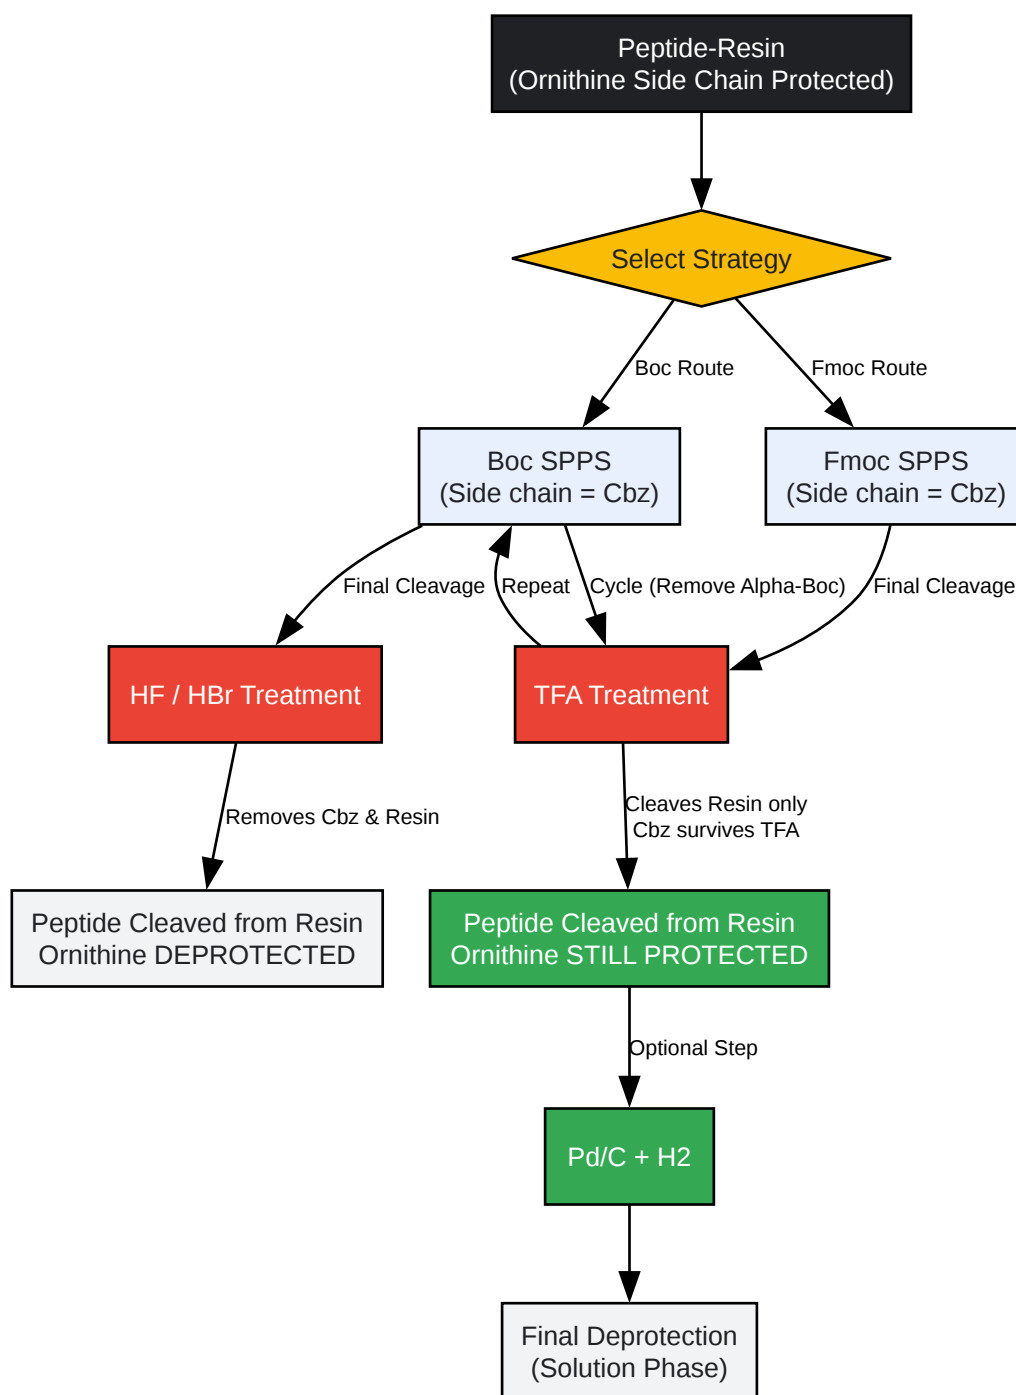 Peptide-Resin
(Ornithine Side Chain Protected)
Select Strategy
Boc Route
Fmoc Route
Boc SPPS
(Side chain = Cbz)
Fmoc SPPS
(Side chain = Cbz)
Final Cleavage
Repeat
Cycle (Remove Alpha-Boc)
Final Cleavage
HF / HBr Treatment
TFA Treatment
Removes Cbz & Resin
Cleaves Resin only
Cbz survives TFA
Peptide Cleaved from Resin
Ornithine DEPROTECTED
Peptide Cleaved from Resin
Ornithine STILL PROTECTED
Optional Step
Pd/C + H2
Final Deprotection
(Solution Phase)